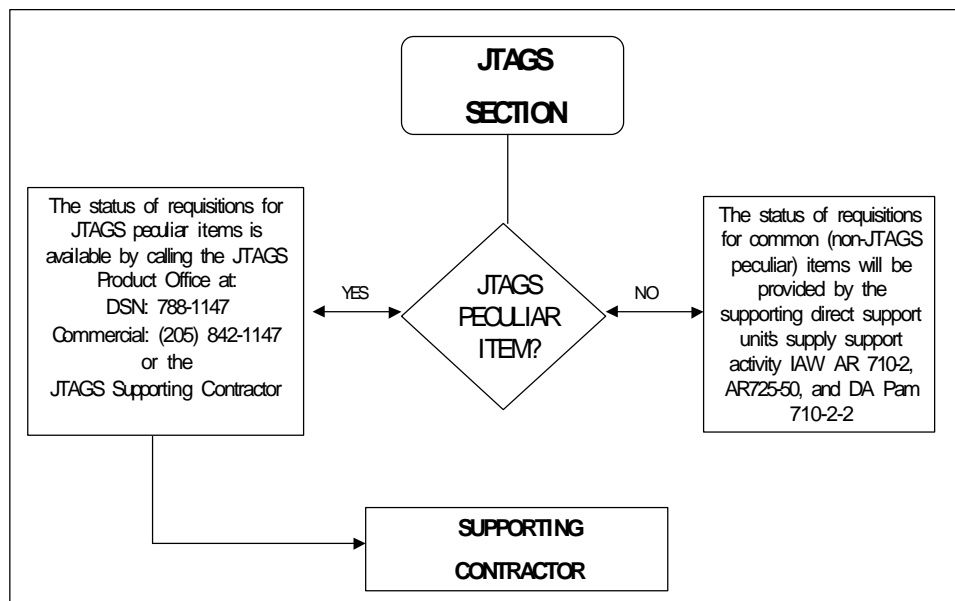 JTAGS
SECTION
The status of requisitions for
JTAGS peculiar items is
available by calling the JTAGS
Product Office at:
DSN: 788-1147
Commercial: (205) 842-1147
or the
JTAGS Supporting Contractor
YES
JTAGS
PECULIAR
ITEM?
NO
The status of requisitions
for common (non-JTAGS
peculiar) items will be
provided by the
supporting direct support
unit's supply support
activity IAW AR 710-2,
AR725-50, and DA Pam
710-2-2
SUPPORTING
CONTRACTOR